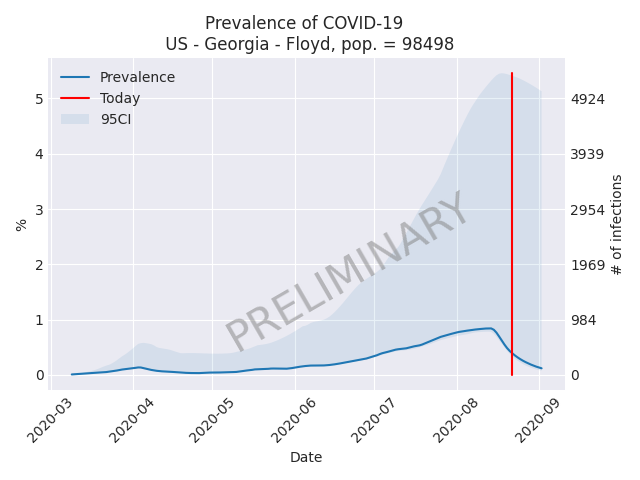 Prevalence of COVID-19
US - Georgia - Floyd, pop. = 98498
Prevalence
Today
95CI
PRELIMINARY
%
5
4
3
2
1
0
4924
3939
2954
1969
984
0
# of infections
2020-03
2020-04
2020-05
2020-06
2020-07
2020-08
2020-09
Date